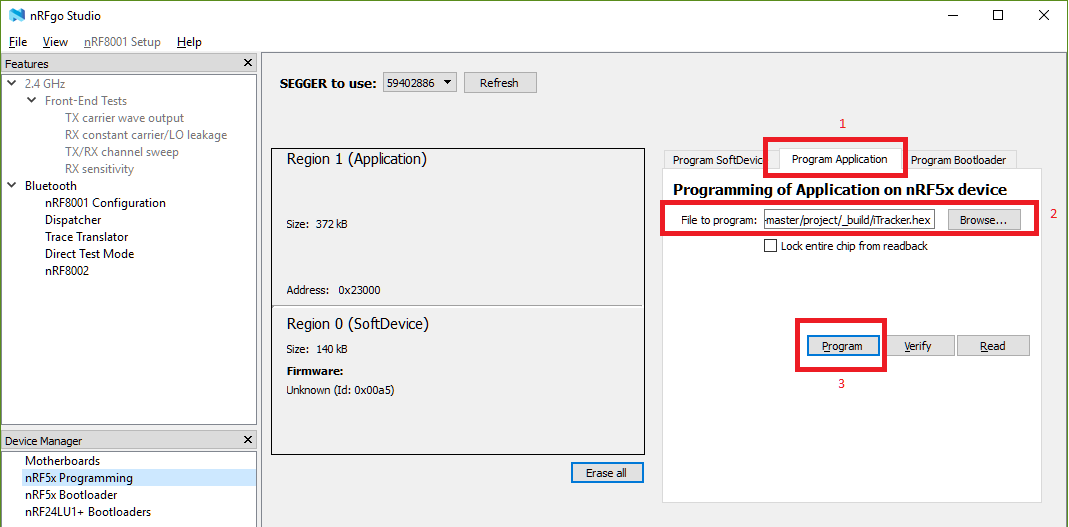 nRFgo Studio
File View nRF8001 Setup Help
Features
2.4 GHz
Front-End Tests
TX carrier wave output
RX constant carrier/LO leakage
TX/RX channel sweep
RX sensitivity
Bluetooth
nRF8001 Configuration
Dispatcher
Trace Translator
Direct Test Mode
nRF8002
Device Manager
Motherboards
nRF5x Programming
nRF5x Bootloader
nRF24LU1+ Bootloaders
SEGGER to use: 59402886 Refresh
Region 1 (Application)
Size: 372 kB
Address: 0x23000
Region 0 (SoftDevice)
Size: 140 kB
Firmware:
Unknown (Id: 0x00a5)
Erase all
1
Program SoftDevic Program Application Program Bootloader
Programming of Application on nRF5x device
File to program: -master/project/_build/iTracker.hex Browse... 2
Lock entire chip from readback
Program Verify Read
3